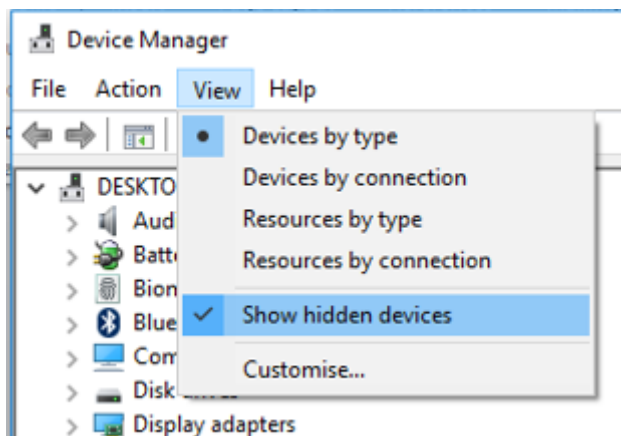 Device Manager
File Action View Help
Devices by type
Devices by connection
Resources by type
Resources by connection
Show hidden devices
Customise...
DESKTO
Aud
Batt
Bion
Blue
Com
Disk
Display adapters